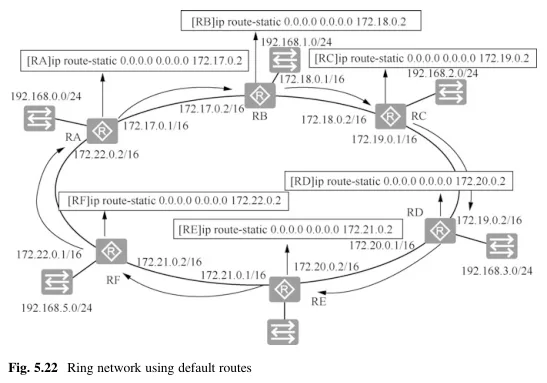 [RB]ip route-static 0.0.0.0 0.0.0.0 172.18.0.2
[RA]ip route-static 0.0.0.0 0.0.0.0 172.17.0.2
192.168.1.0/24
[RC]ip route-static 0.0.0.0 0.0.0.0 172.19.0.2
192.168.0.0/24
172.18.0.1/16
192.168.2.0/24
R
RB
172.17.0.2/16
R
RA
172.17.0.1/16
172.18.0.2/16
R
RC
172.22.0.2/16
172.19.0.1/16
[RD]ip route-static 0.0.0.0 0.0.0.0 172.20.0.2
[RF]ip route-static 0.0.0.0 0.0.0.0 172.22.0.2
RD
172.19.0.2/16
[RE]ip route-static 0.0.0.0 0.0.0.0 172.21.0.2
R
172.20.0.1/16
172.22.0.1/16
R
172.21.0.2/16
172.21.0.1/16
172.20.0.2/16
192.168.3.0/24
RF
R
RE
192.168.5.0/24
Fig. 5.22 Ring network using default routes